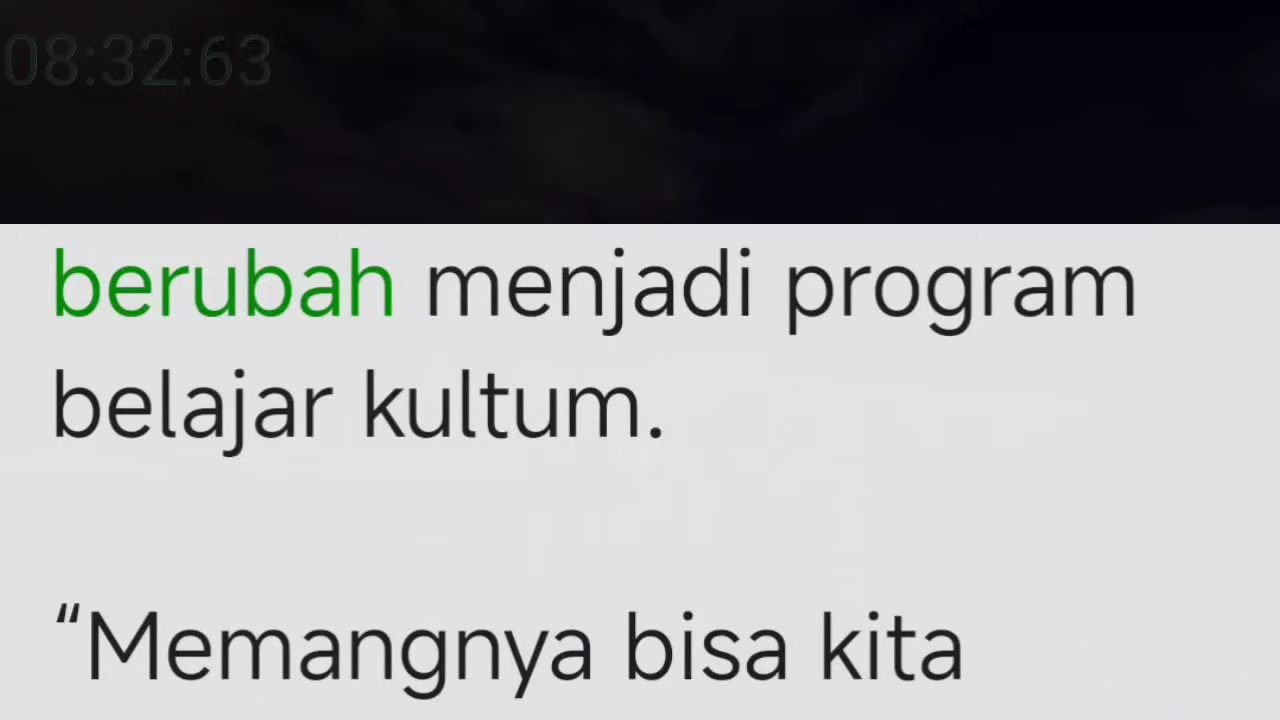 08:32:63
berubah menjadi program
belajar kultum.
“Memangnya bisa kita